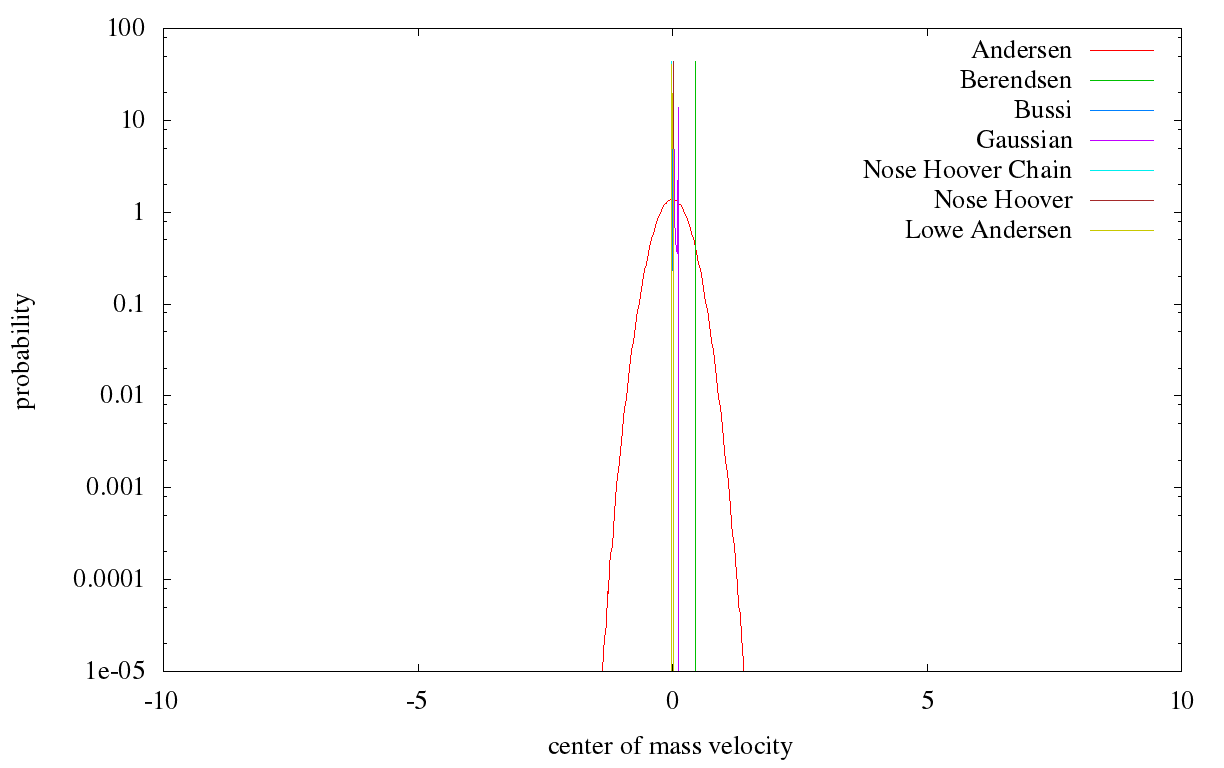 100
10
1
0.1
0.01
0.001
0.0001
1e-05
-10
-5
0
5
10
probability
center of mass velocity
Andersen
Berendsen
Bussi
Gaussian
Nose Hoover Chain
Nose Hoover
Lowe Andersen